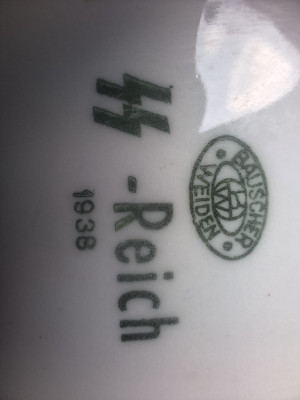 BAUSCHER
WEIDEN
ᛋᛋ-Reich
1938